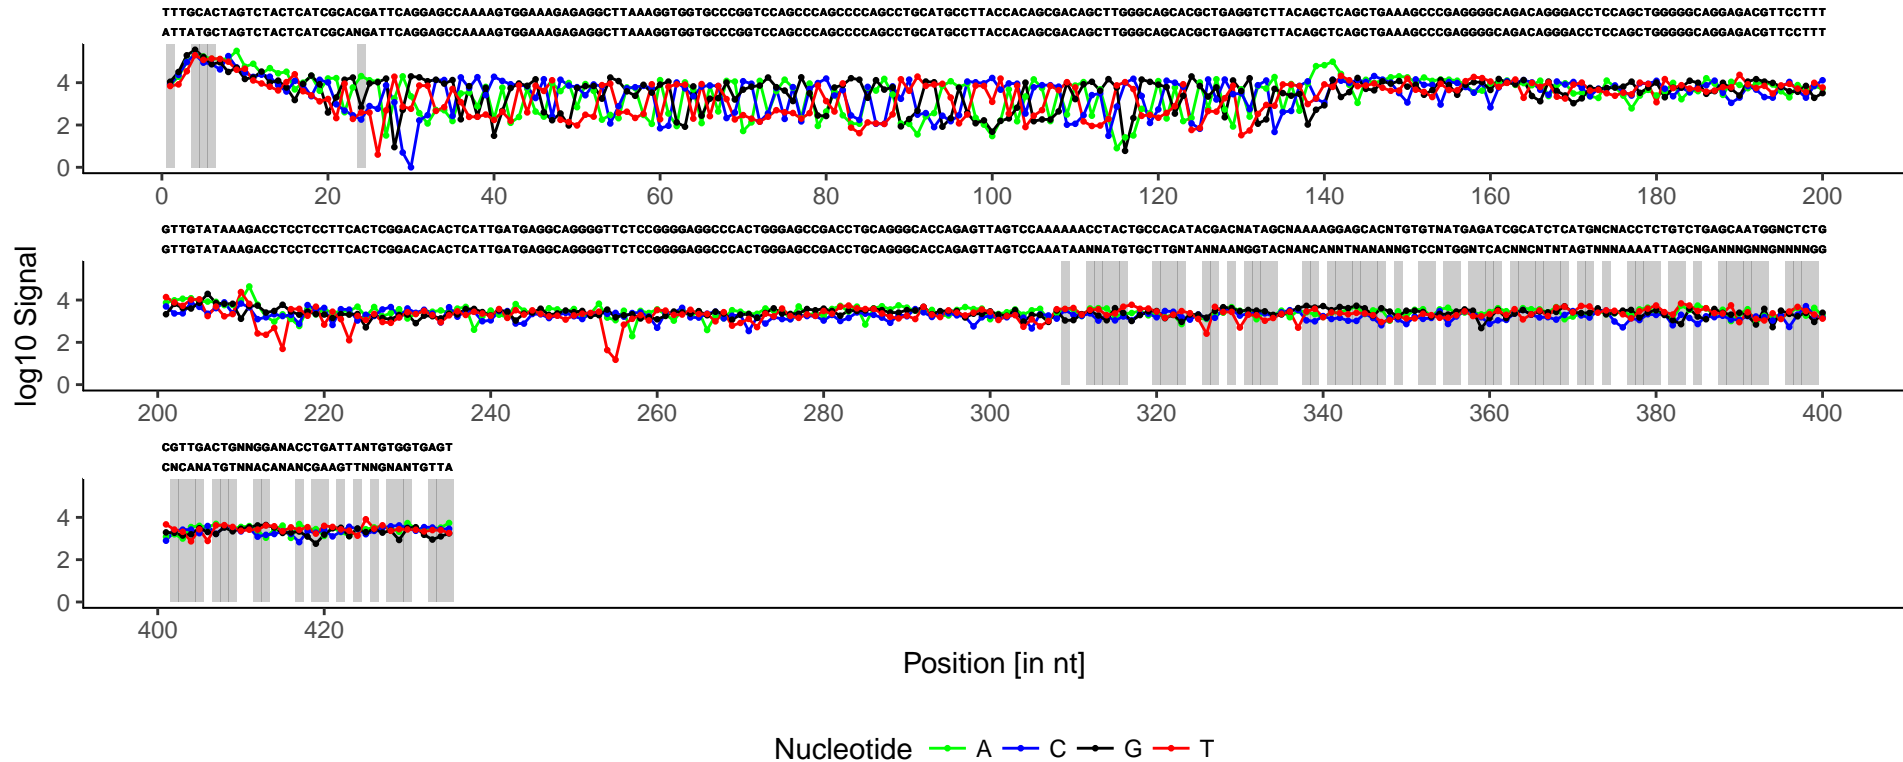 TTTGCACTAGTCTACTCATCGCACGATTCAGGAGCCAAAAGTGGAAAGAGAGGCTTAAAGGTGGTGCCCGGTCCAGCCCAGCCCCAGCCTGCATGCCTTACCACAGCGACAGCTTGGGCAGCACGCTGAGGTCTTACAGCTCAGCTGAAAGCCCGAGGGGCAGACAGGGACCTCCAGCTGGGGGCAGGAGACGTTCCTTT
ATTATGCTAGTCTACTCATCGCANGATTCAGGAGCCAAAAGTGGAAAGAGAGGCTTAAAGGTGGTGCCCGGTCCAGCCCAGCCCCAGCCTGCATGCCTTACCACAGCGACAGCTTGGGCAGCACGCTGAGGTCTTACAGCTCAGCTGAAAGCCCGAGGGGCAGACAGGGACCTCCAGCTGGGGGCAGGAGACGTTCCTTT
4
2
0
0 20 40 60 80 100 120 140 160 180 200
GTTGTATAAAGACCTCCTCCTTCACTCGGACACACTCATTGATGAGGCAGGGGTTCTCCGGGGAGGCCCACTGGGAGCCGACCTGCAGGGCACCAGAGTTAGTCCAAAAAACCTACTGCCACATACGACNATAGCNAAAAGGAGCACNTGTGTNATGAGATCGCATCTCATGNCNACCTCTGTCTGAGCAATGGNCTCTG
GTTGTATAAAGACCTCCTCCTTCACTCGGACACACTCATTGATGAGGCAGGGGTTCTCCGGGGAGGCCCACTGGGAGCCGACCTGCAGGGCACCAGAGTTAGTCCAAATAANNATGTGCTTGNTANNAANGGTACNANCANNTNANANNGTCCNTGGNTCACNNCNTNTAGTNNNAAAATTAGCNGANNNGNNGNNNNGG
log10 Signal
4
2
0
200 220 240 260 280 300 320 340 360 380 400
CGTTGACTGNNGGANACCTGATTANTGTGGTGAGT
CNCANATGTNNACANANCGAAGTTNNGNANTGTTA
4
2
0
400 420
Position [in nt]
Nucleotide A C G T